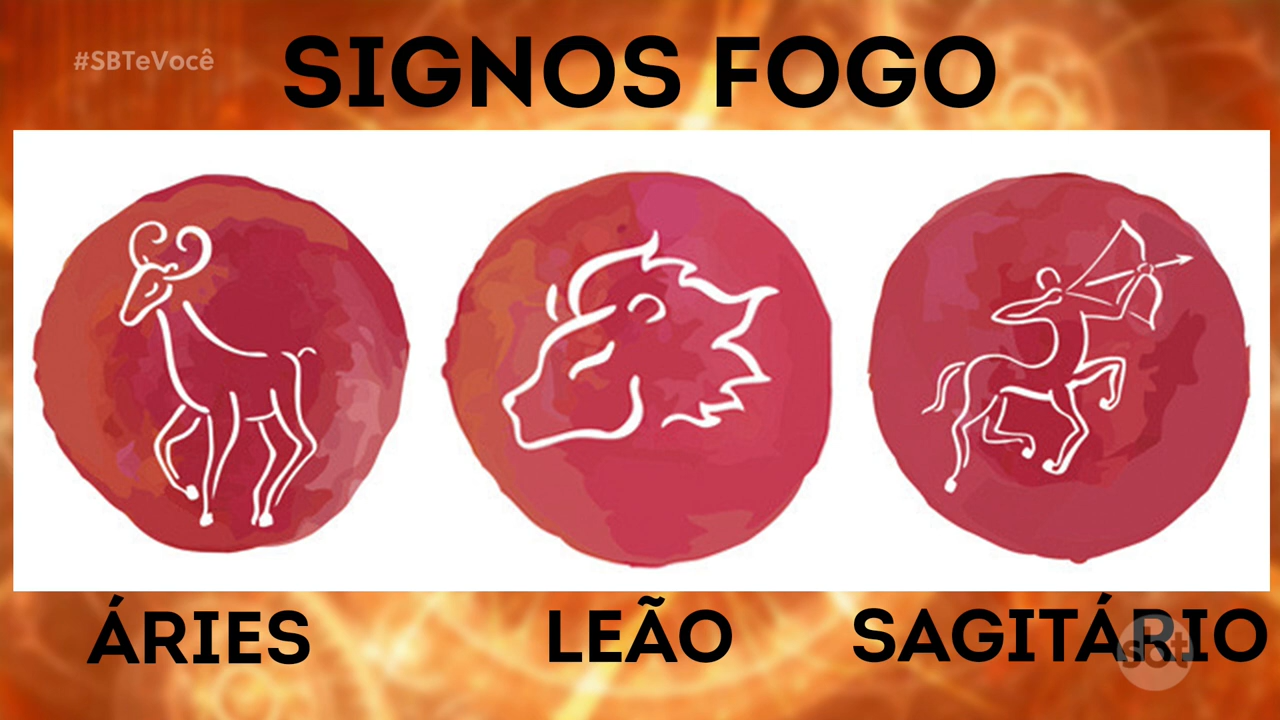 #SBTeVocê
SIGNOS FOGO
ÁRIES
LEÃO
SAGITÁRIO
sbt